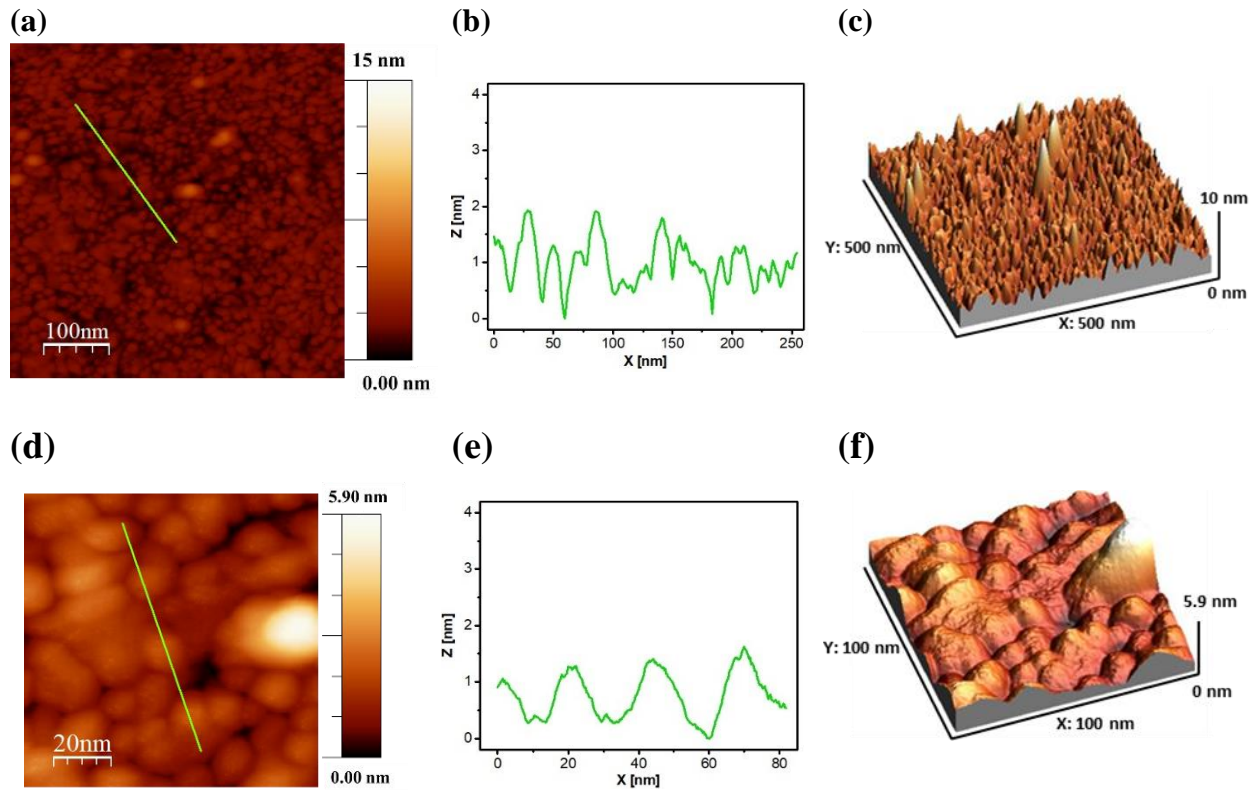 (a)
15 nm
100nm
0.00 nm
(b)
4
3
2
1
0
Z [nm]
0 50 100 150 200 250
X [nm]
(c)
10 nm
0 nm
Y: 500 nm
X: 500 nm
(d)
5.90 nm
20nm
0.00 nm
(e)
4
3
2
1
0
Z [nm]
0 20 40 60 80
X [nm]
(f)
5.9 nm
0 nm
Y: 100 nm
X: 100 nm